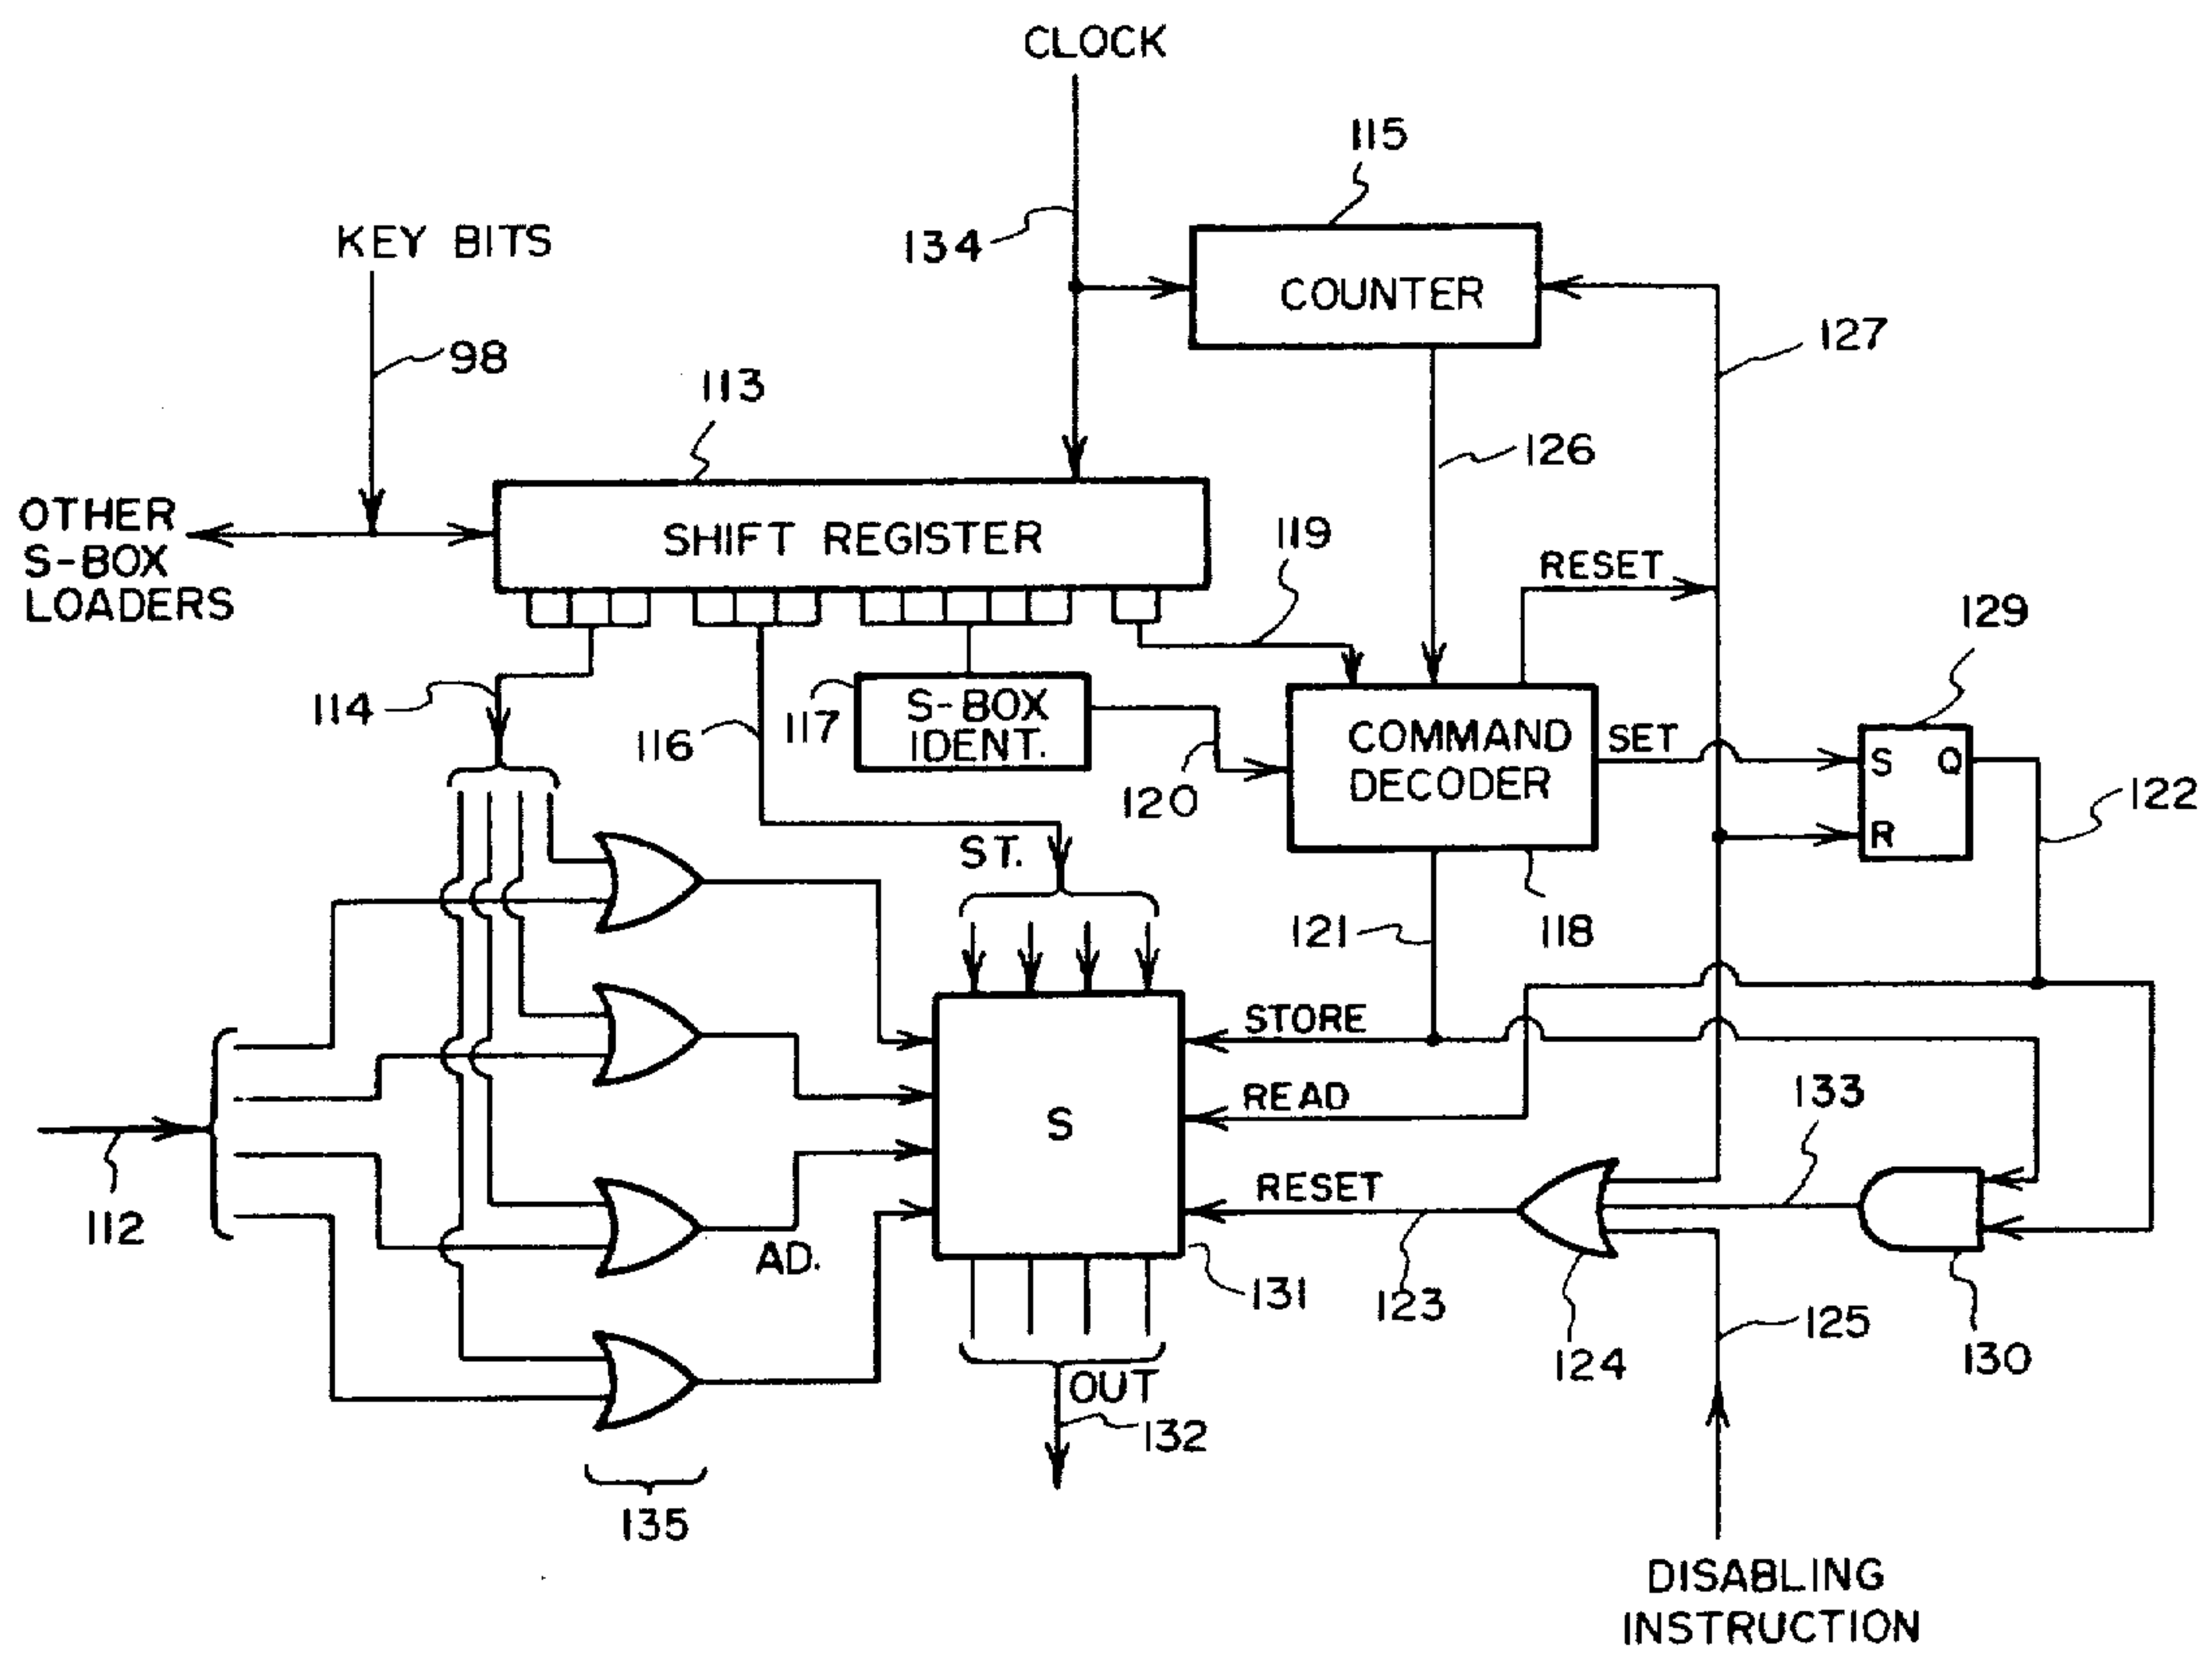 CLOCK
115
134
COUNTER
KEY BITS
127
98
113
126
OTHER
S-BOX
LOADERS
SHIFT REGISTER
119
RESET
129
114
116
117
S-BOX
IDENT.
120
COMMAND
DECODER
SET
S Q
R
122
ST.
121
118
STORE
READ
133
S
RESET
112
AD.
131
123
124
125
130
OUT
132
135
DISABLING
INSTRUCTION